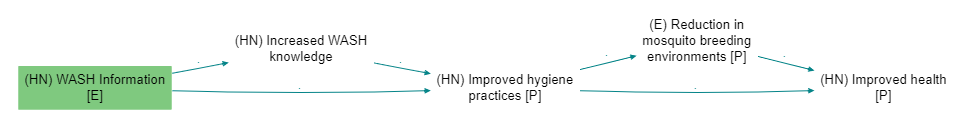 (HN) WASH Information
[E]
(HN) Increased WASH
knowledge
(HN) Improved hygiene
practices [P]
(E) Reduction in
mosquito breeding
environments [P]
(HN) Improved health
[P]